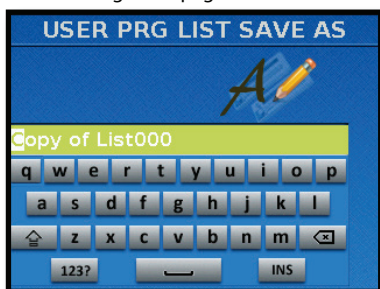 USER PRG LIST SAVE AS
A
Copy of List000
q w e r t y u i o p
a s d f g h j k l
z x c v b n m
123? INS